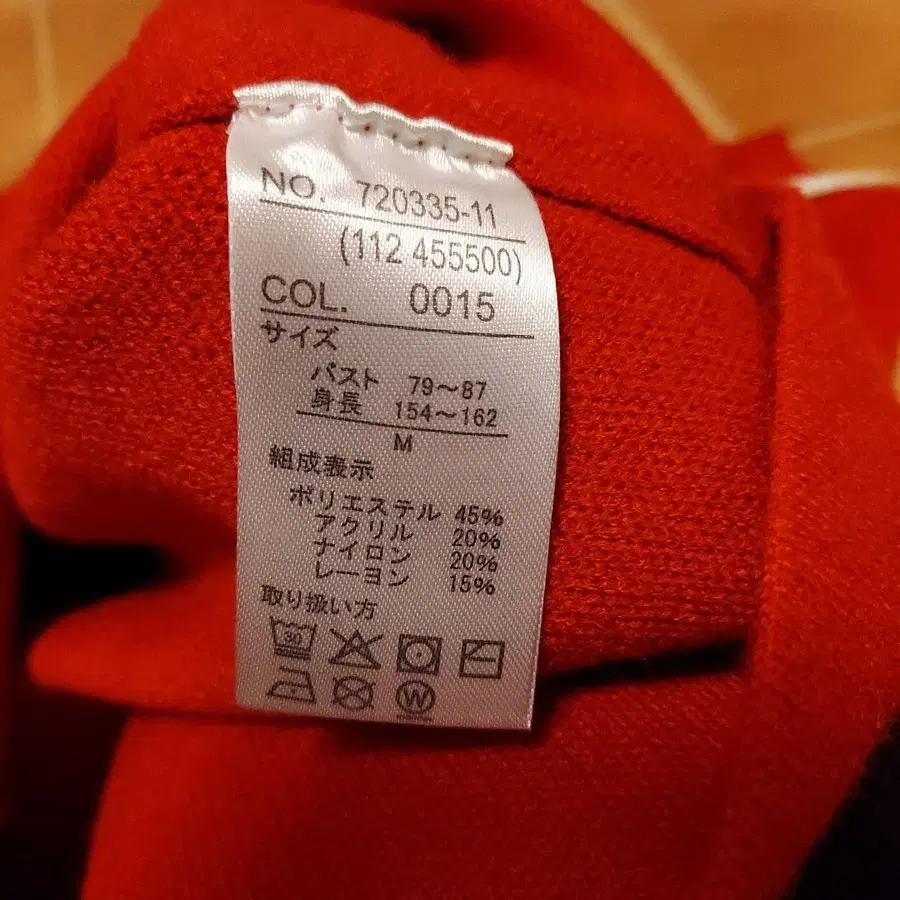 NO. 720335-11
(112 455500)
COL. 0015
サイズ
バスト 79～87
身長 154～162
M
組成表示
ポリエステル 45%
アクリル 20%
ナイロン 20%
レーヨン 15%
取り扱い方
30
W